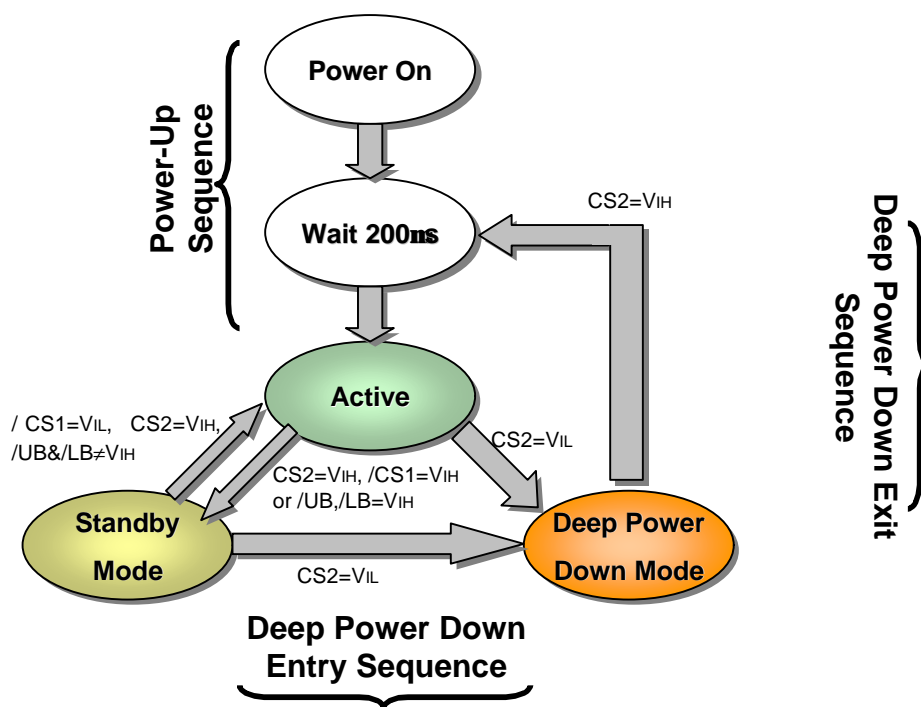 Power On
Power-Up
Sequence
Wait 200ns
CS2=VIH
Deep Power Down Exit
Sequence
Active
/ CS1=VIL, CS2=VIH,
/UB&/LB≠VIH
CS2=VIH, /CS1=VIH
or /UB,/LB=VIH
CS2=VIL
Standby
Mode
CS2=VIL
Deep Power
Down Mode
Deep Power Down
Entry Sequence